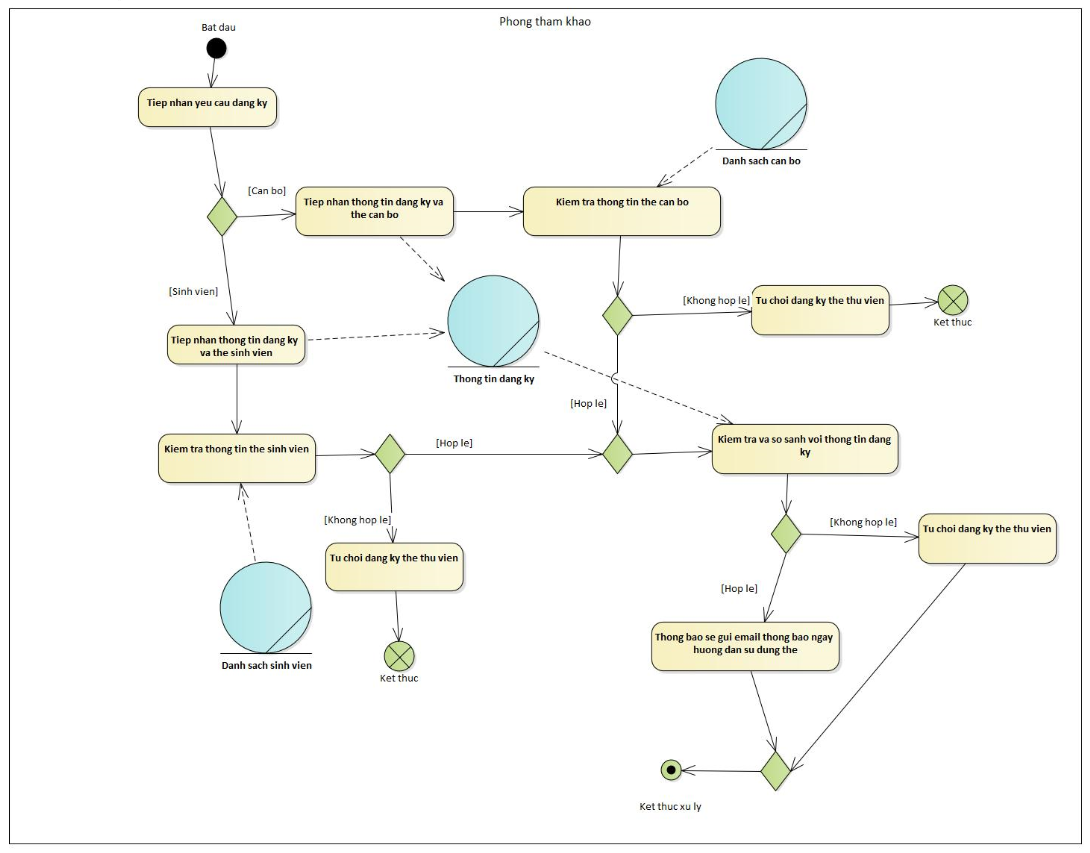 Phong tham khao
Bat dau
Tiep nhan yeu cau dang ky
Danh sach can bo
[Can bo]
Tiep nhan thong tin dang ky va
the can bo
Kiem tra thong tin the can bo
[Sinh vien]
[Khong hop le]
Tu choi dang ky the thu vien
Ket thuc
Tiep nhan thong tin dang ky
va the sinh vien
Thong tin dang ky
[Hop le]
Kiem tra thong tin the sinh vien
[Hop le]
Kiem tra va so sanh voi thong tin dang
ky
[Khong hop le]
[Khong hop le]
Tu choi dang ky the thu vien
Tu choi dang ky the thu vien
[Hop le]
Thong bao se gui email thong bao ngay
huong dan su dung the
Danh sach sinh vien
Ket thuc
Ket thuc xu ly